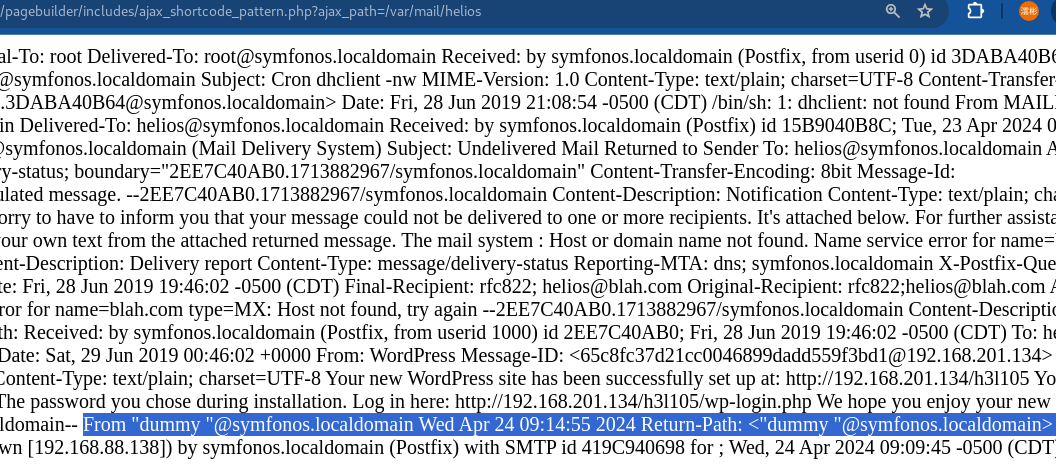 /pagebuilder/includes/ajax_shortcode_pattern.php?ajax_path=/var/mail/helios
al-To: root Delivered-To: root@symfonos.localdomain Received: by symfonos.localdomain (Postfix, from userid 0) id 3DABA40B6
@symfonos.localdomain Subject: Cron dhclient -nw MIME-Version: 1.0 Content-Type: text/plain; charset=UTF-8 Content-Transfer-
.3DABA40B64@symfonos.localdomain> Date: Fri, 28 Jun 2019 21:08:54 -0500 (CDT) /bin/sh: 1: dhclient: not found From MAIL
in Delivered-To: helios@symfonos.localdomain Received: by symfonos.localdomain (Postfix) id 15B9040B8C; Tue, 23 Apr 2024 0
@symfonos.localdomain (Mail Delivery System) Subject: Undelivered Mail Returned to Sender To: helios@symfonos.localdomain A
ry-status; boundary="2EE7C40AB0.1713882967/symfonos.localdomain" Content-Transfer-Encoding: 8bit Message-Id:
ulated message. --2EE7C40AB0.1713882967/symfonos.localdomain Content-Description: Notification Content-Type: text/plain; cha
orry to have to inform you that your message could not be delivered to one or more recipients. It's attached below. For further assista
your own text from the attached returned message. The mail system : Host or domain name not found. Name service error for name=
ent-Description: Delivery report Content-Type: message/delivery-status Reporting-MTA: dns; symfonos.localdomain X-Postfix-Que
te: Fri, 28 Jun 2019 19:46:02 -0500 (CDT) Final-Recipient: rfc822; helios@blah.com Original-Recipient: rfc822;helios@blah.com A
ror for name=blah.com type=MX: Host not found, try again --2EE7C40AB0.1713882967/symfonos.localdomain Content-Descriptio
th: Received: by symfonos.localdomain (Postfix, from userid 1000) id 2EE7C40AB0; Fri, 28 Jun 2019 19:46:02 -0500 (CDT) To: he
Date: Sat, 29 Jun 2019 00:46:02 +0000 From: WordPress Message-ID: <65c8fc37d21cc0046899dadd559f3bd1@192.168.201.134>
Content-Type: text/plain; charset=UTF-8 Your new WordPress site has been successfully set up at: http://192.168.201.134/h3l105 Yo
The password you chose during installation. Log in here: http://192.168.201.134/h3l105/wp-login.php We hope you enjoy your new
ldomain-- From "dummy "@symfonos.localdomain Wed Apr 24 09:14:55 2024 Return-Path: <"dummy "@symfonos.localdomain>
wn [192.168.88.138]) by symfonos.localdomain (Postfix) with SMTP id 419C940698 for ; Wed, 24 Apr 2024 09:09:45 -0500 (CDT)